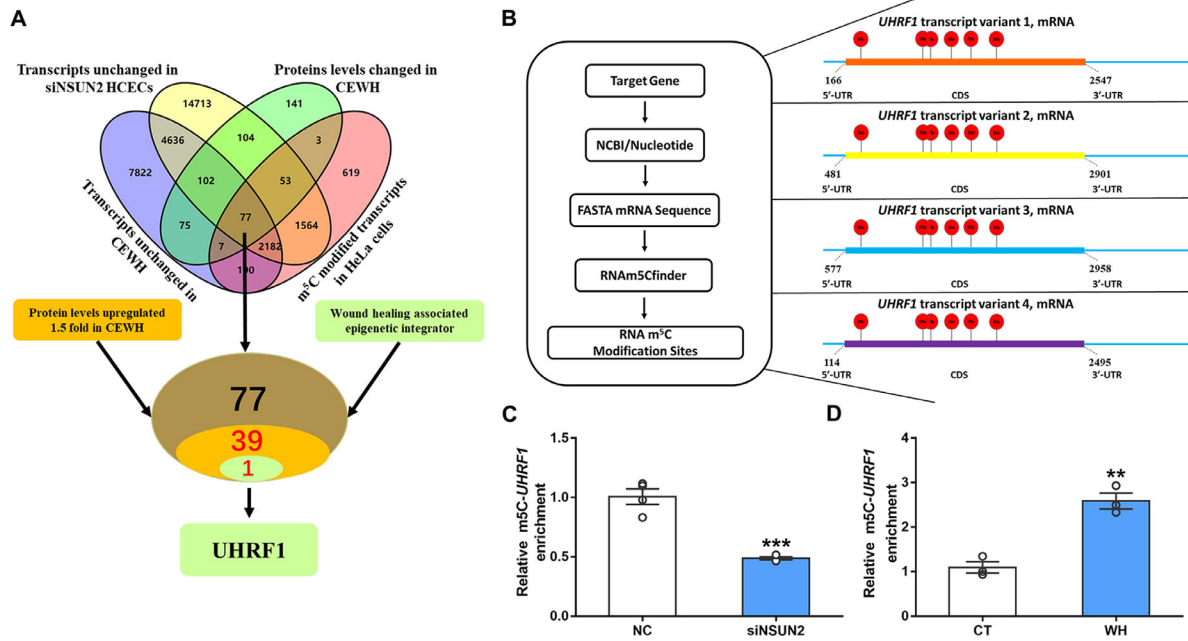 A
Transcripts unchanged in
siNSUN2 HCECs
Proteins levels changed in
CEWH
14713
141
4636
104
3
7822
102
53
619
77
75
7
2182
1564
190
Transcripts unchanged in
CEWH
m⁵C modified transcripts
in HeLa cells
Protein levels upregulated
1.5 fold in CEWH
Wound healing associated
epigenetic integrator
77
39
1
UHRF1
B
Target Gene
NCBI/Nucleotide
FASTA mRNA Sequence
RNAm5Cfinder
RNA m⁵C
Modification Sites
UHRF1 transcript variant 1, mRNA
166
2547
5’-UTR CDS 3’-UTR
UHRF1 transcript variant 2, mRNA
481
2901
5’-UTR CDS 3’-UTR
UHRF1 transcript variant 3, mRNA
577
2958
5’-UTR CDS 3’-UTR
UHRF1 transcript variant 4, mRNA
114
2495
5’-UTR CDS 3’-UTR
C
Relative m5C-UHRF1
enrichment
1.5
1.0
0.5
0.0
***
NC siNSUN2
D
Relative m5C-UHRF1
enrichment
4
3
2
1
0
**
CT WH